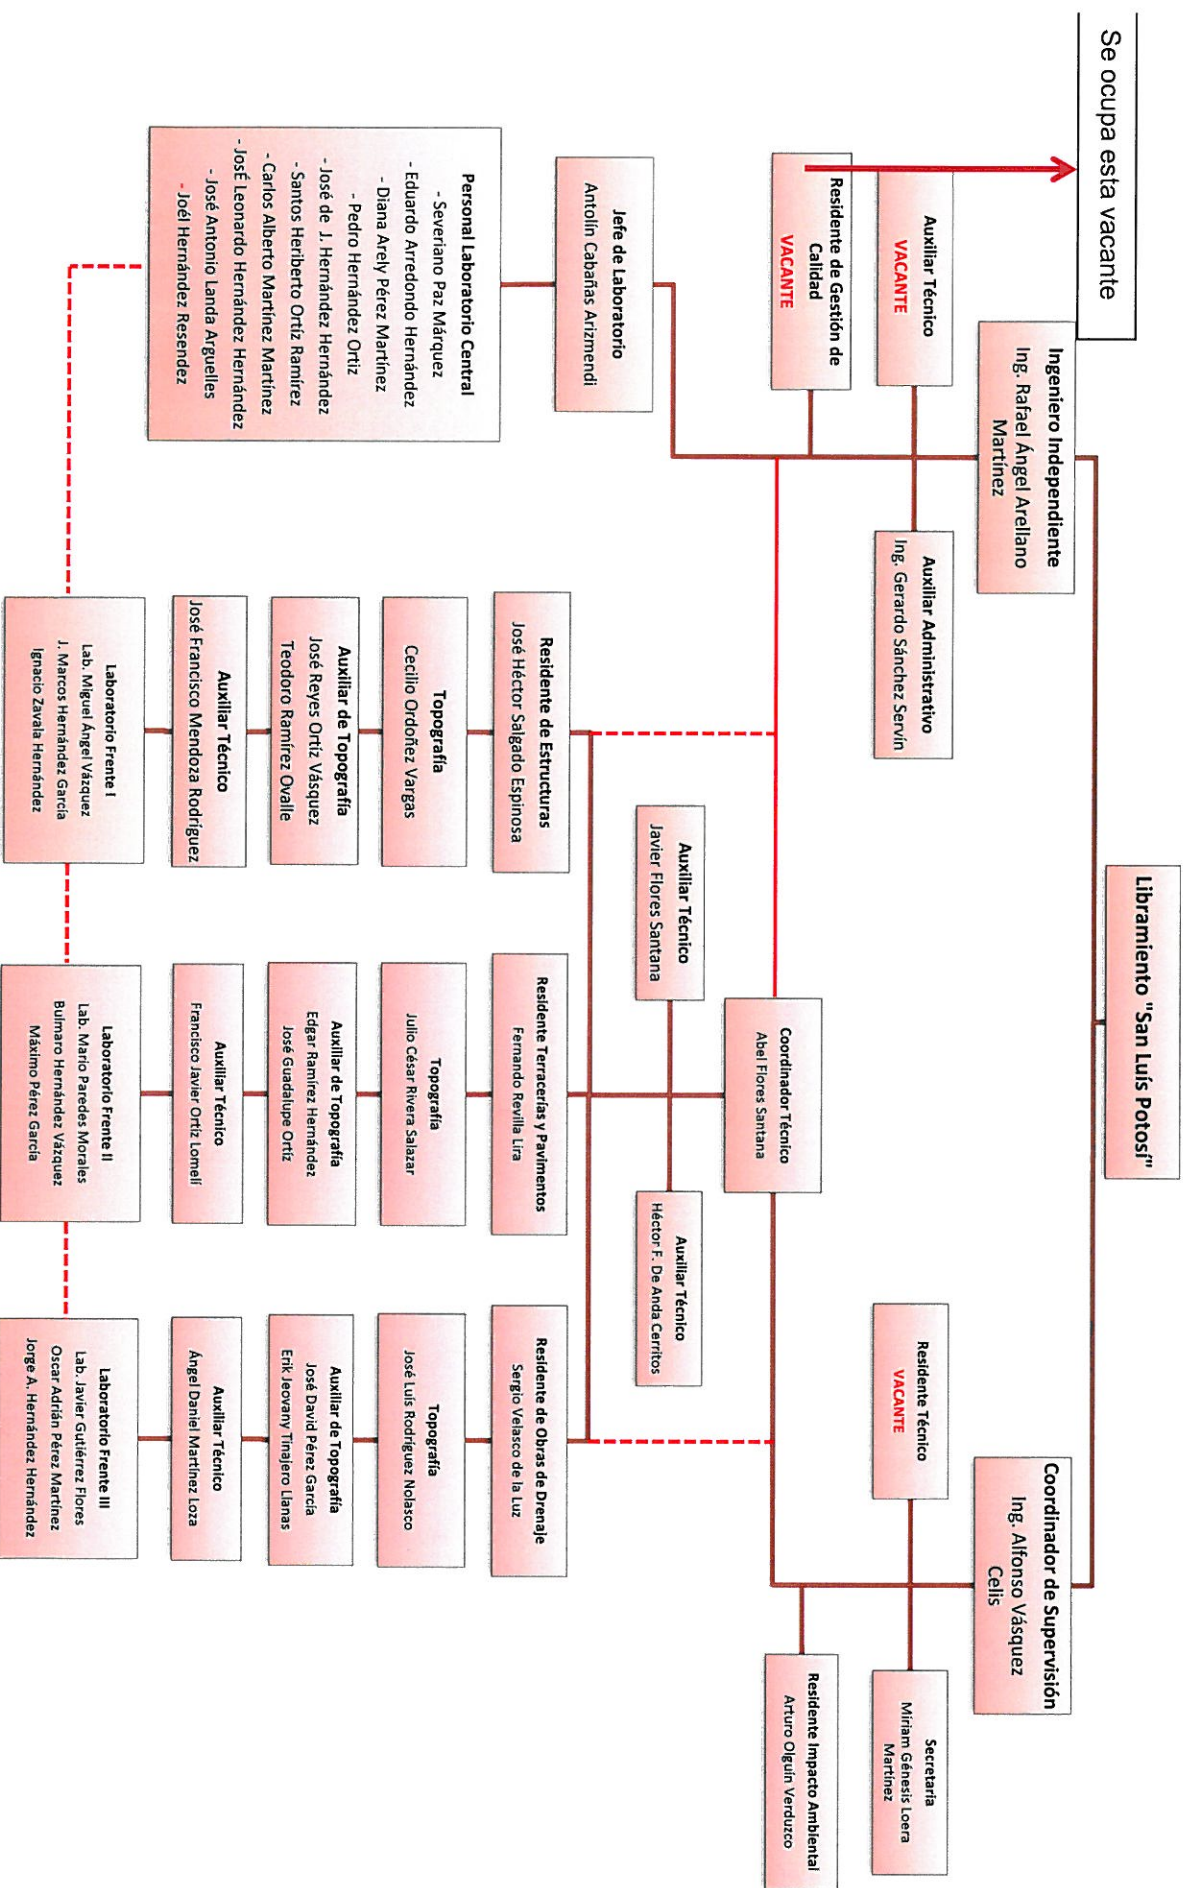 Se ocupa esta vacante
Libramiento "San Luís Potosí"
Ingeniero Independiente
Ing. Rafael Ángel Arellano
Martínez
Coordinador de Supervisión
Ing. Alfonso Vásquez
Celis
Auxiliar Técnico
VACANTE
Auxiliar Administrativo
Ing. Gerardo Sánchez Servín
Residente Técnico
VACANTE
Secretaria
Miriam Génesis Loera
Martínez
Residente de Gestión de
Calidad
VACANTE
Coordinador Técnico
Abel Flores Santana
Residente Impacto Ambiental
Arturo Olguín Verduzco
Auxiliar Técnico
Javier Flores Santana
Auxiliar Técnico
Héctor F. De Anda Cerritos
Jefe de Laboratorio
Antolín Cabañas Arizmendi
Personal Laboratorio Central
- Severiano Paz Márquez
- Eduardo Arredondo Hernández
- Diana Arely Pérez Martínez
- Pedro Hernández Ortiz
- José de J. Hernández Hernández
- Santos Heriberto Ortíz Ramírez
- Carlos Alberto Martínez Martínez
- JosÉ Leonardo Hernández Hernández
- José Antonio Landa Arguelles
- Joél Hernández Resendez
Residente de Estructuras
José Héctor Salgado Espinosa
Topografía
Cecilio Ordoñez Vargas
Auxiliar de Topografía
José Reyes Ortíz Vásquez
Teodoro Ramírez Ovalle
Auxiliar Técnico
José Francisco Mendoza Rodríguez
Laboratorio Frente I
Lab. Miguel Ángel Vázquez
J. Marcos Hernández García
Ignacio Zavala Hernández
Residente Terracerías y Pavimentos
Fernando Revilla Lira
Topografía
Julio César Rivera Salazar
Auxiliar de Topografía
Edgar Ramírez Hernández
José Guadalupe Ortíz
Auxiliar Técnico
Francisco Javier Ortíz Lomelí
Laboratorio Frente II
Lab. Mario Paredes Morales
Bulmaro Hernández Vázquez
Máximo Pérez García
Residente de Obras de Drenaje
Sergio Velasco de la Luz
Topografía
José Luís Rodríguez Nolasco
Auxiliar de Topografía
José David Pérez García
Erik Jeovany Tinajero Llanas
Auxiliar Técnico
Ángel Daniel Martínez Loza
Laboratorio Frente III
Lab. Javier Gutiérrez Flores
Oscar Adrián Pérez Martínez
Jorge A. Hernández Hernández